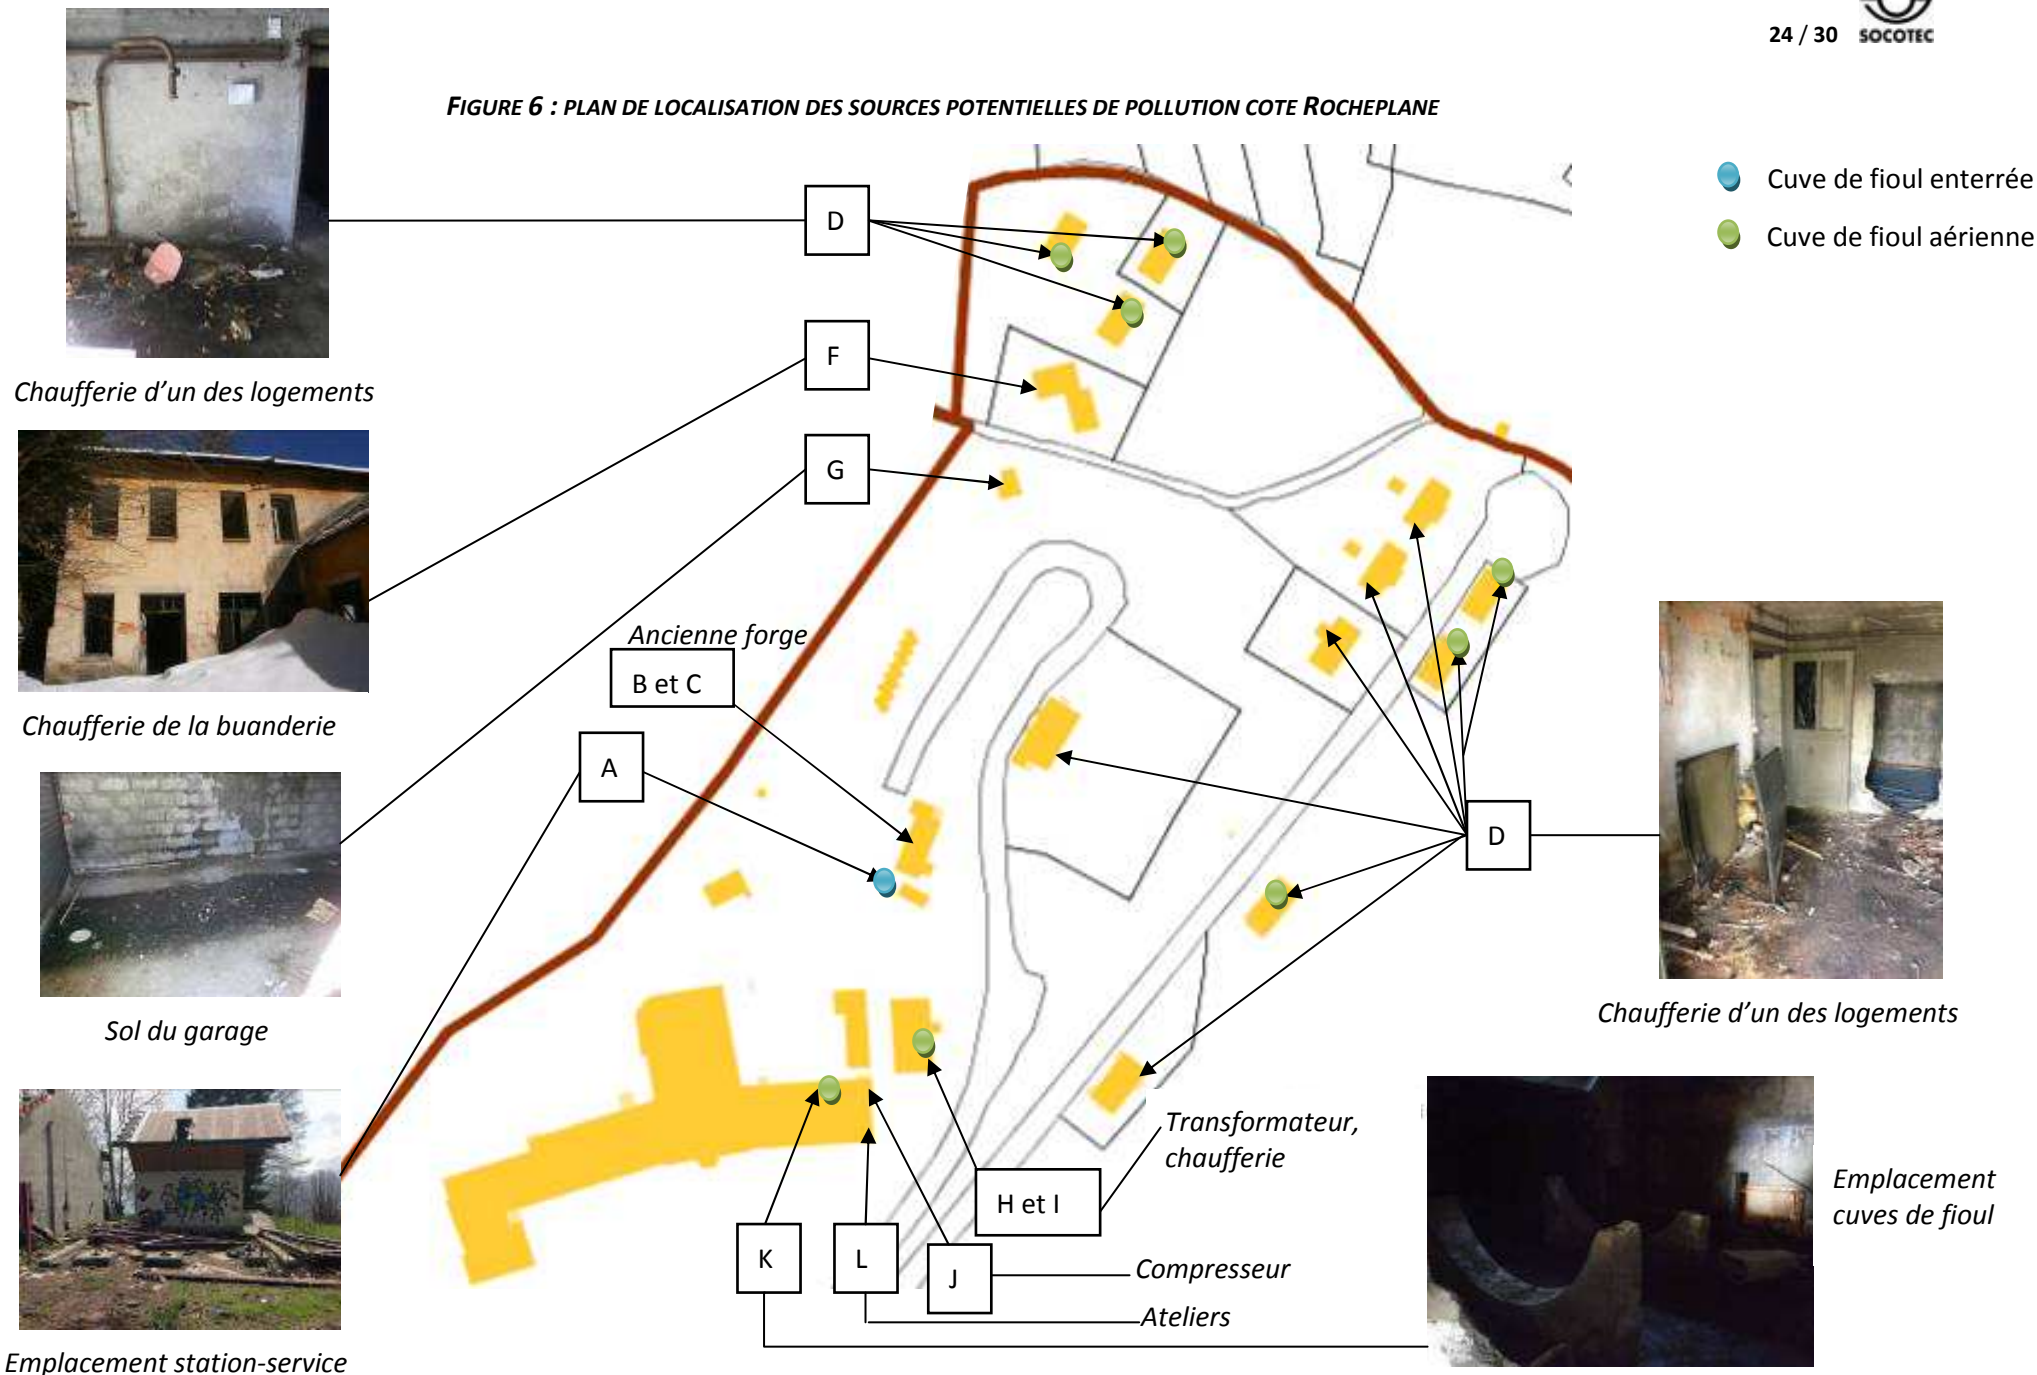 24 / 30
SOCOTEC
FIGURE 6 : PLAN DE LOCALISATION DES SOURCES POTENTIELLES DE POLLUTION COTE ROCHEPLANE
Cuve de fioul enterrée
Cuve de fioul aérienne
D
F
G
Chaufferie d'un des logements
Ancienne forge
B et C
Chaufferie de la buanderie
A
D
Sol du garage
Chaufferie d'un des logements
Transformateur,
chaufferie
H et I
Emplacement
cuves de fioul
K
L
J
Compresseur
Ateliers
Emplacement station-service